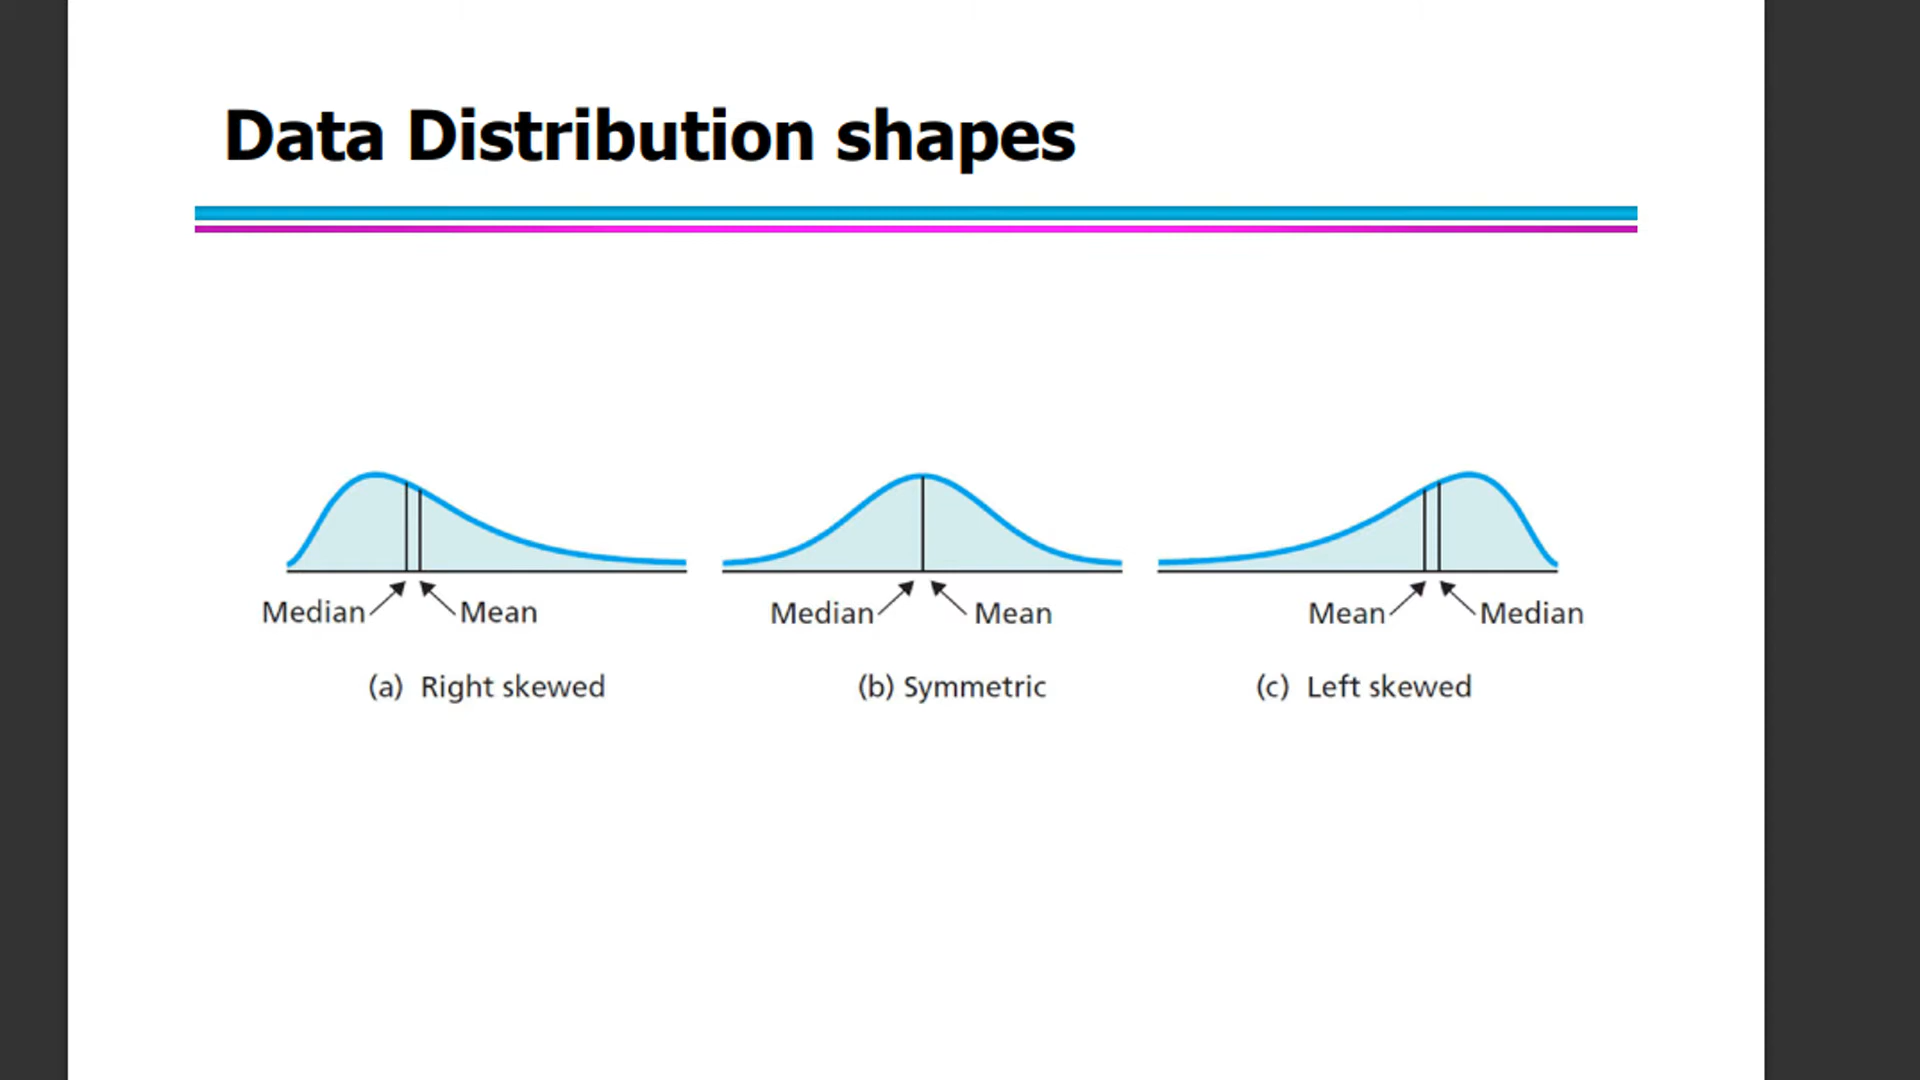 Data Distribution shapes
Median Mean
(a) Right skewed
Median Mean
(b) Symmetric
Mean Median
(c) Left skewed